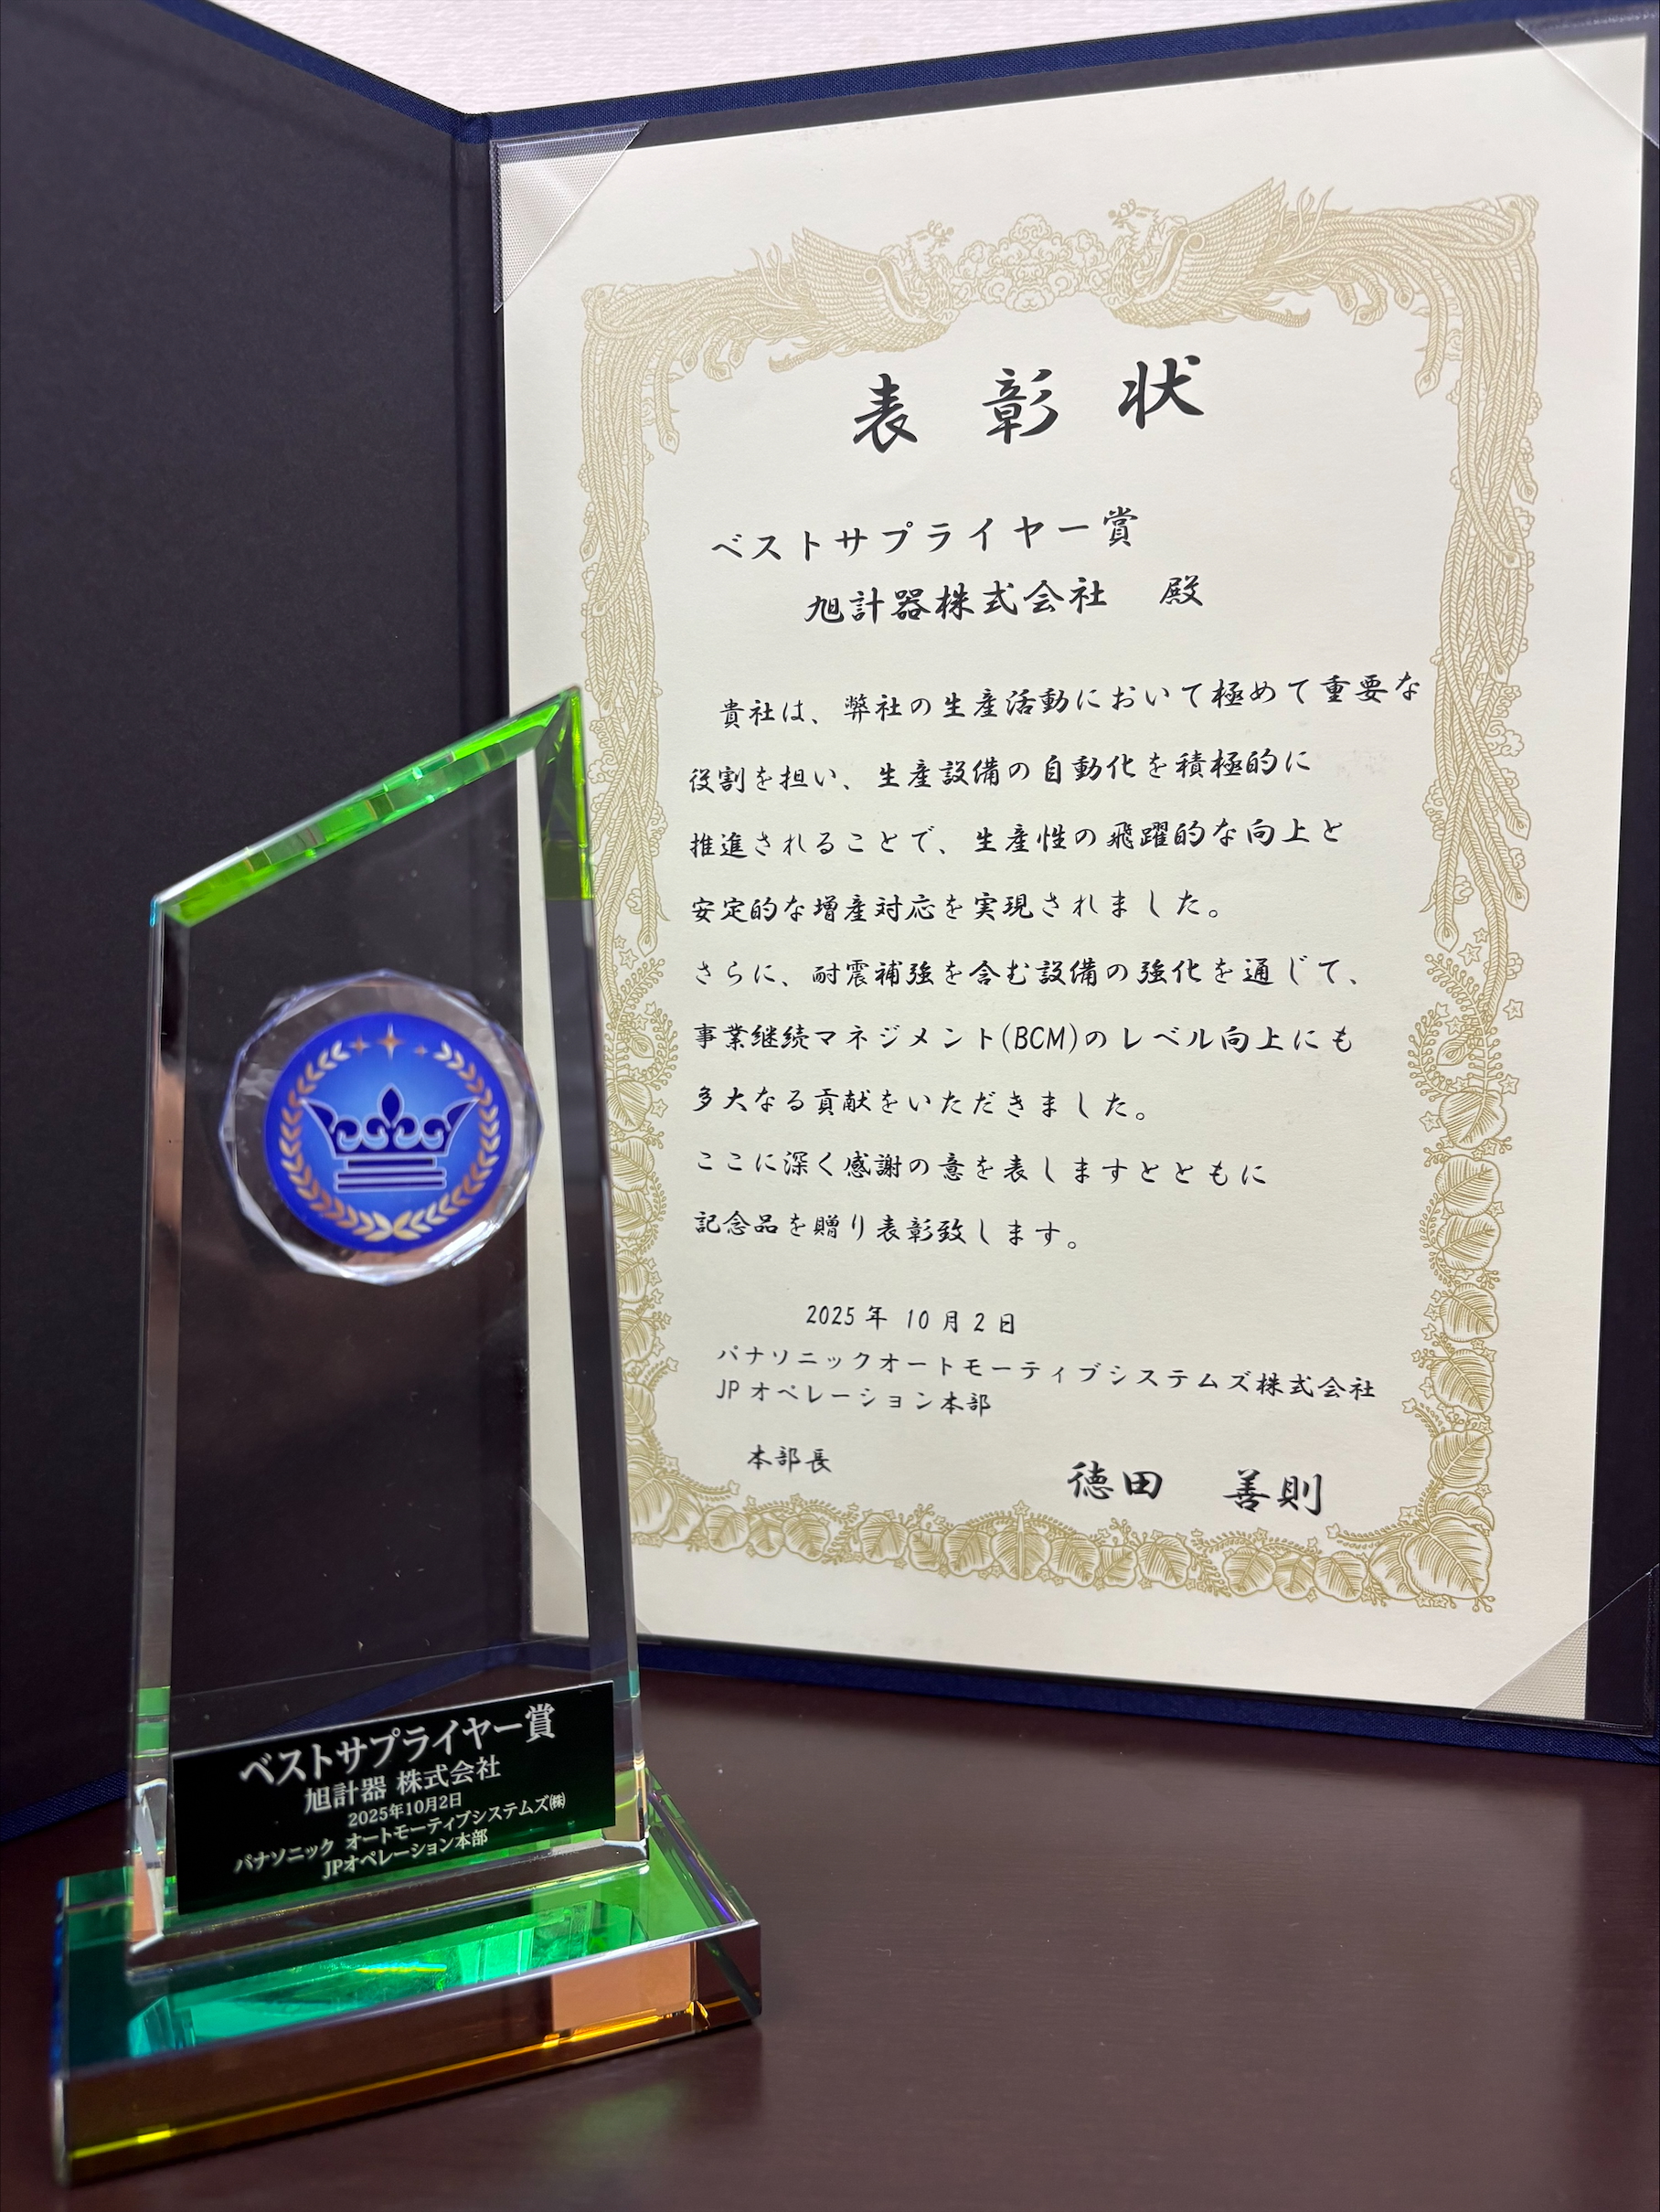 表彰状
ベストサプライヤー賞
旭計器株式会社 殿
貴社は、弊社の生産活動において極めて重要な
役割を担い、生産設備の自動化を積極的に
推進されることで、生産性の飛躍的な向上と
安定的な増産対応を実現されました。
さらに、耐震補強を含む設備の強化を通じて、
事業継続マネジメント(BCM)のレベル向上にも
多大なる貢献をいただきました。
ここに深く感謝の意を表しますとともに
記念品を贈り表彰致します。
2025年 10月2日
パナソニックオートモーティブシステムズ株式会社
JPオペレーション本部
本部長 徳田 善則
ベストサプライヤー賞
旭計器 株式会社
2025年10月2日
パナソニック オートモーティブシステムズ㈱
JPオペレーション本部